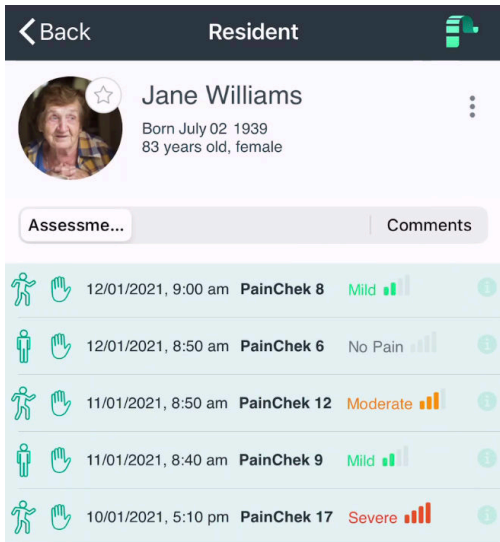 Back Resident
Jane Williams
Born July 02 1939
83 years old, female
Assessme... Comments
12/01/2021, 9:00 am PainChek 8 Mild
12/01/2021, 8:50 am PainChek 6 No Pain
11/01/2021, 8:50 am PainChek 12 Moderate
11/01/2021, 8:40 am PainChek 9 Mild
10/01/2021, 5:10 pm PainChek 17 Severe